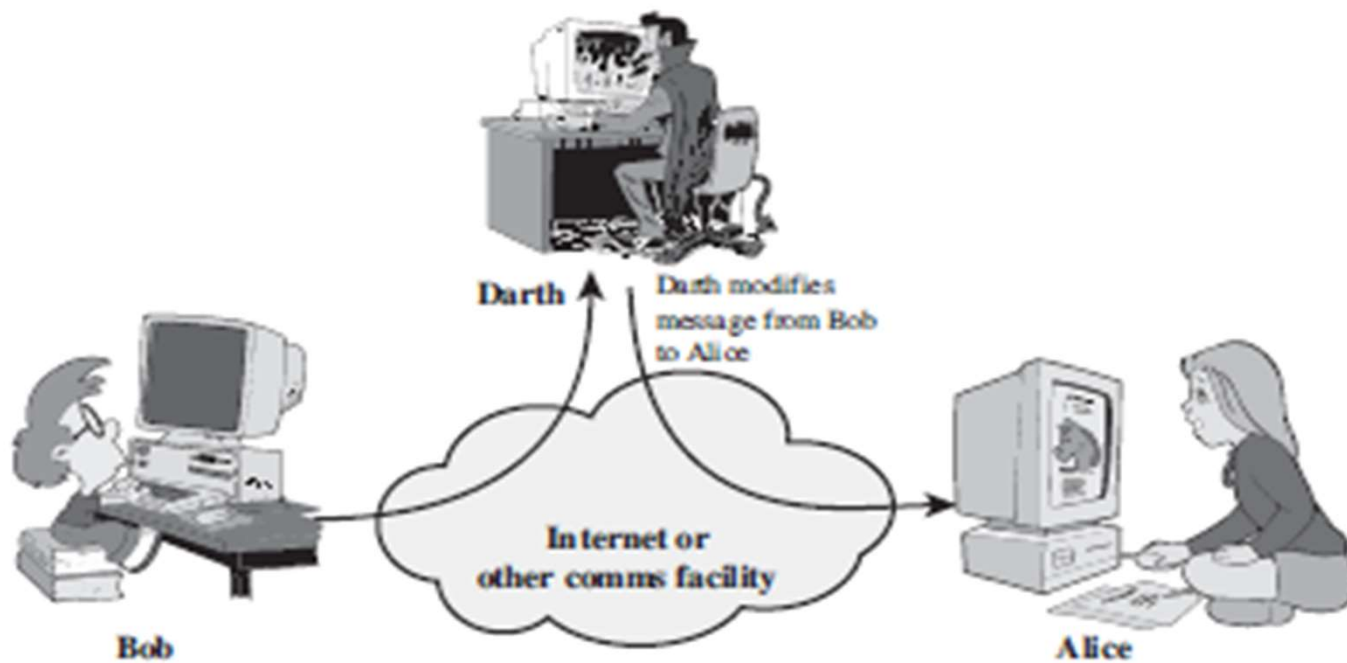 Darth
Darth modifies
message from Bob
to Alice
Internet or
other comms facility
Bob
Alice